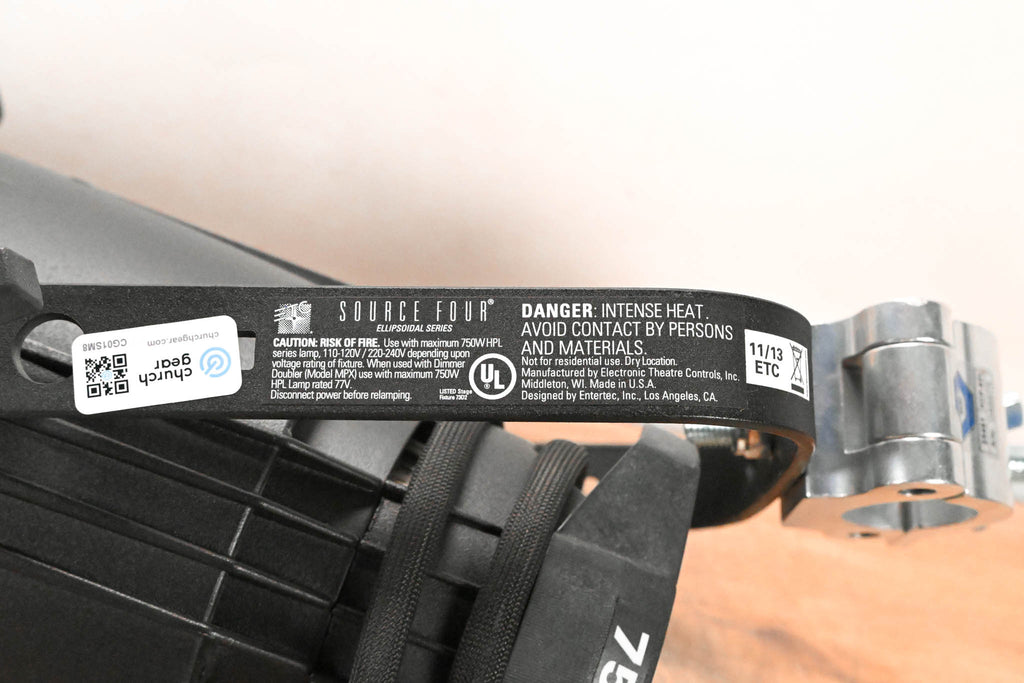 SOURCE FOUR®
ELLIPSOIDAL SERIES
CAUTION: RISK OF FIRE. Use with maximum 750W HPL
series lamp, 110-120V / 220-240V depending upon
voltage rating of fixture. When used with Dimmer
Doubler (Model MPX) use with maximum 750W
HPL Lamp rated 77V.
Disconnect power before relamping.
LISTED Stage
Fixture 73D2
UL
DANGER: INTENSE HEAT.
AVOID CONTACT BY PERSONS
AND MATERIALS.
Not for residential use. Dry Location.
Manufactured by Electronic Theatre Controls, Inc.
Middleton, WI. Made in U.S.A.
Designed by Entertec, Inc., Los Angeles, CA.
11/13
ETC
church
gear
churchgear.com
CG01SM8
75